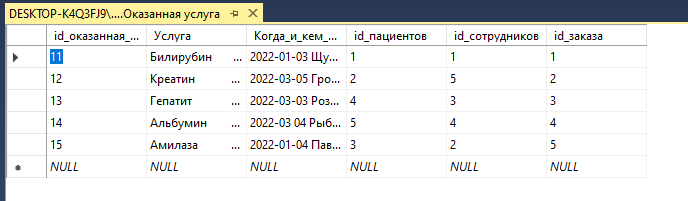 DESKTOP-K4Q3FJ9\....Оказанная услуга
id_оказанная_... Услуга Когда_и_кем_... id_пациентов id_сотрудников id_заказа
11 Билирубин ... 2022-01-03 Щу... 1 1 1
12 Креатин ... 2022-03-05 Гро... 2 5 2
13 Гепатит ... 2022-03-03 Роз... 4 3 3
14 Альбумин ... 2022-03 04 Рыб... 5 4 4
15 Амилаза ... 2022-01-04 Пав... 3 2 5
NULL NULL NULL NULL NULL NULL